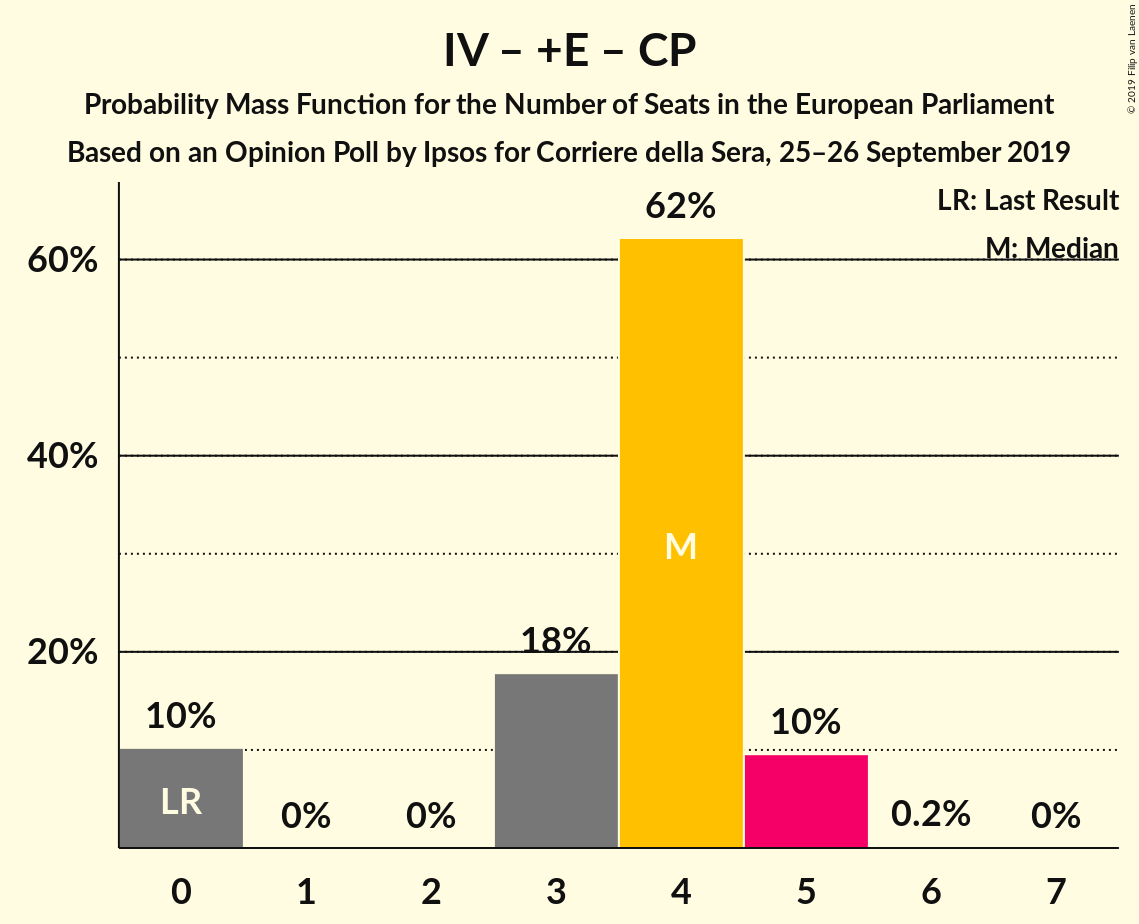 IV – +E – CP
Probability Mass Function for the Number of Seats in the European Parliament
Based on an Opinion Poll by Ipsos for Corriere della Sera, 25–26 September 2019
© 2019 Filip van Laenen
LR: Last Result
M: Median
62%
60%
40%
20%
M
18%
10%
LR
0%
0%
10%
0.2%
0%
0 1 2 3 4 5 6 7